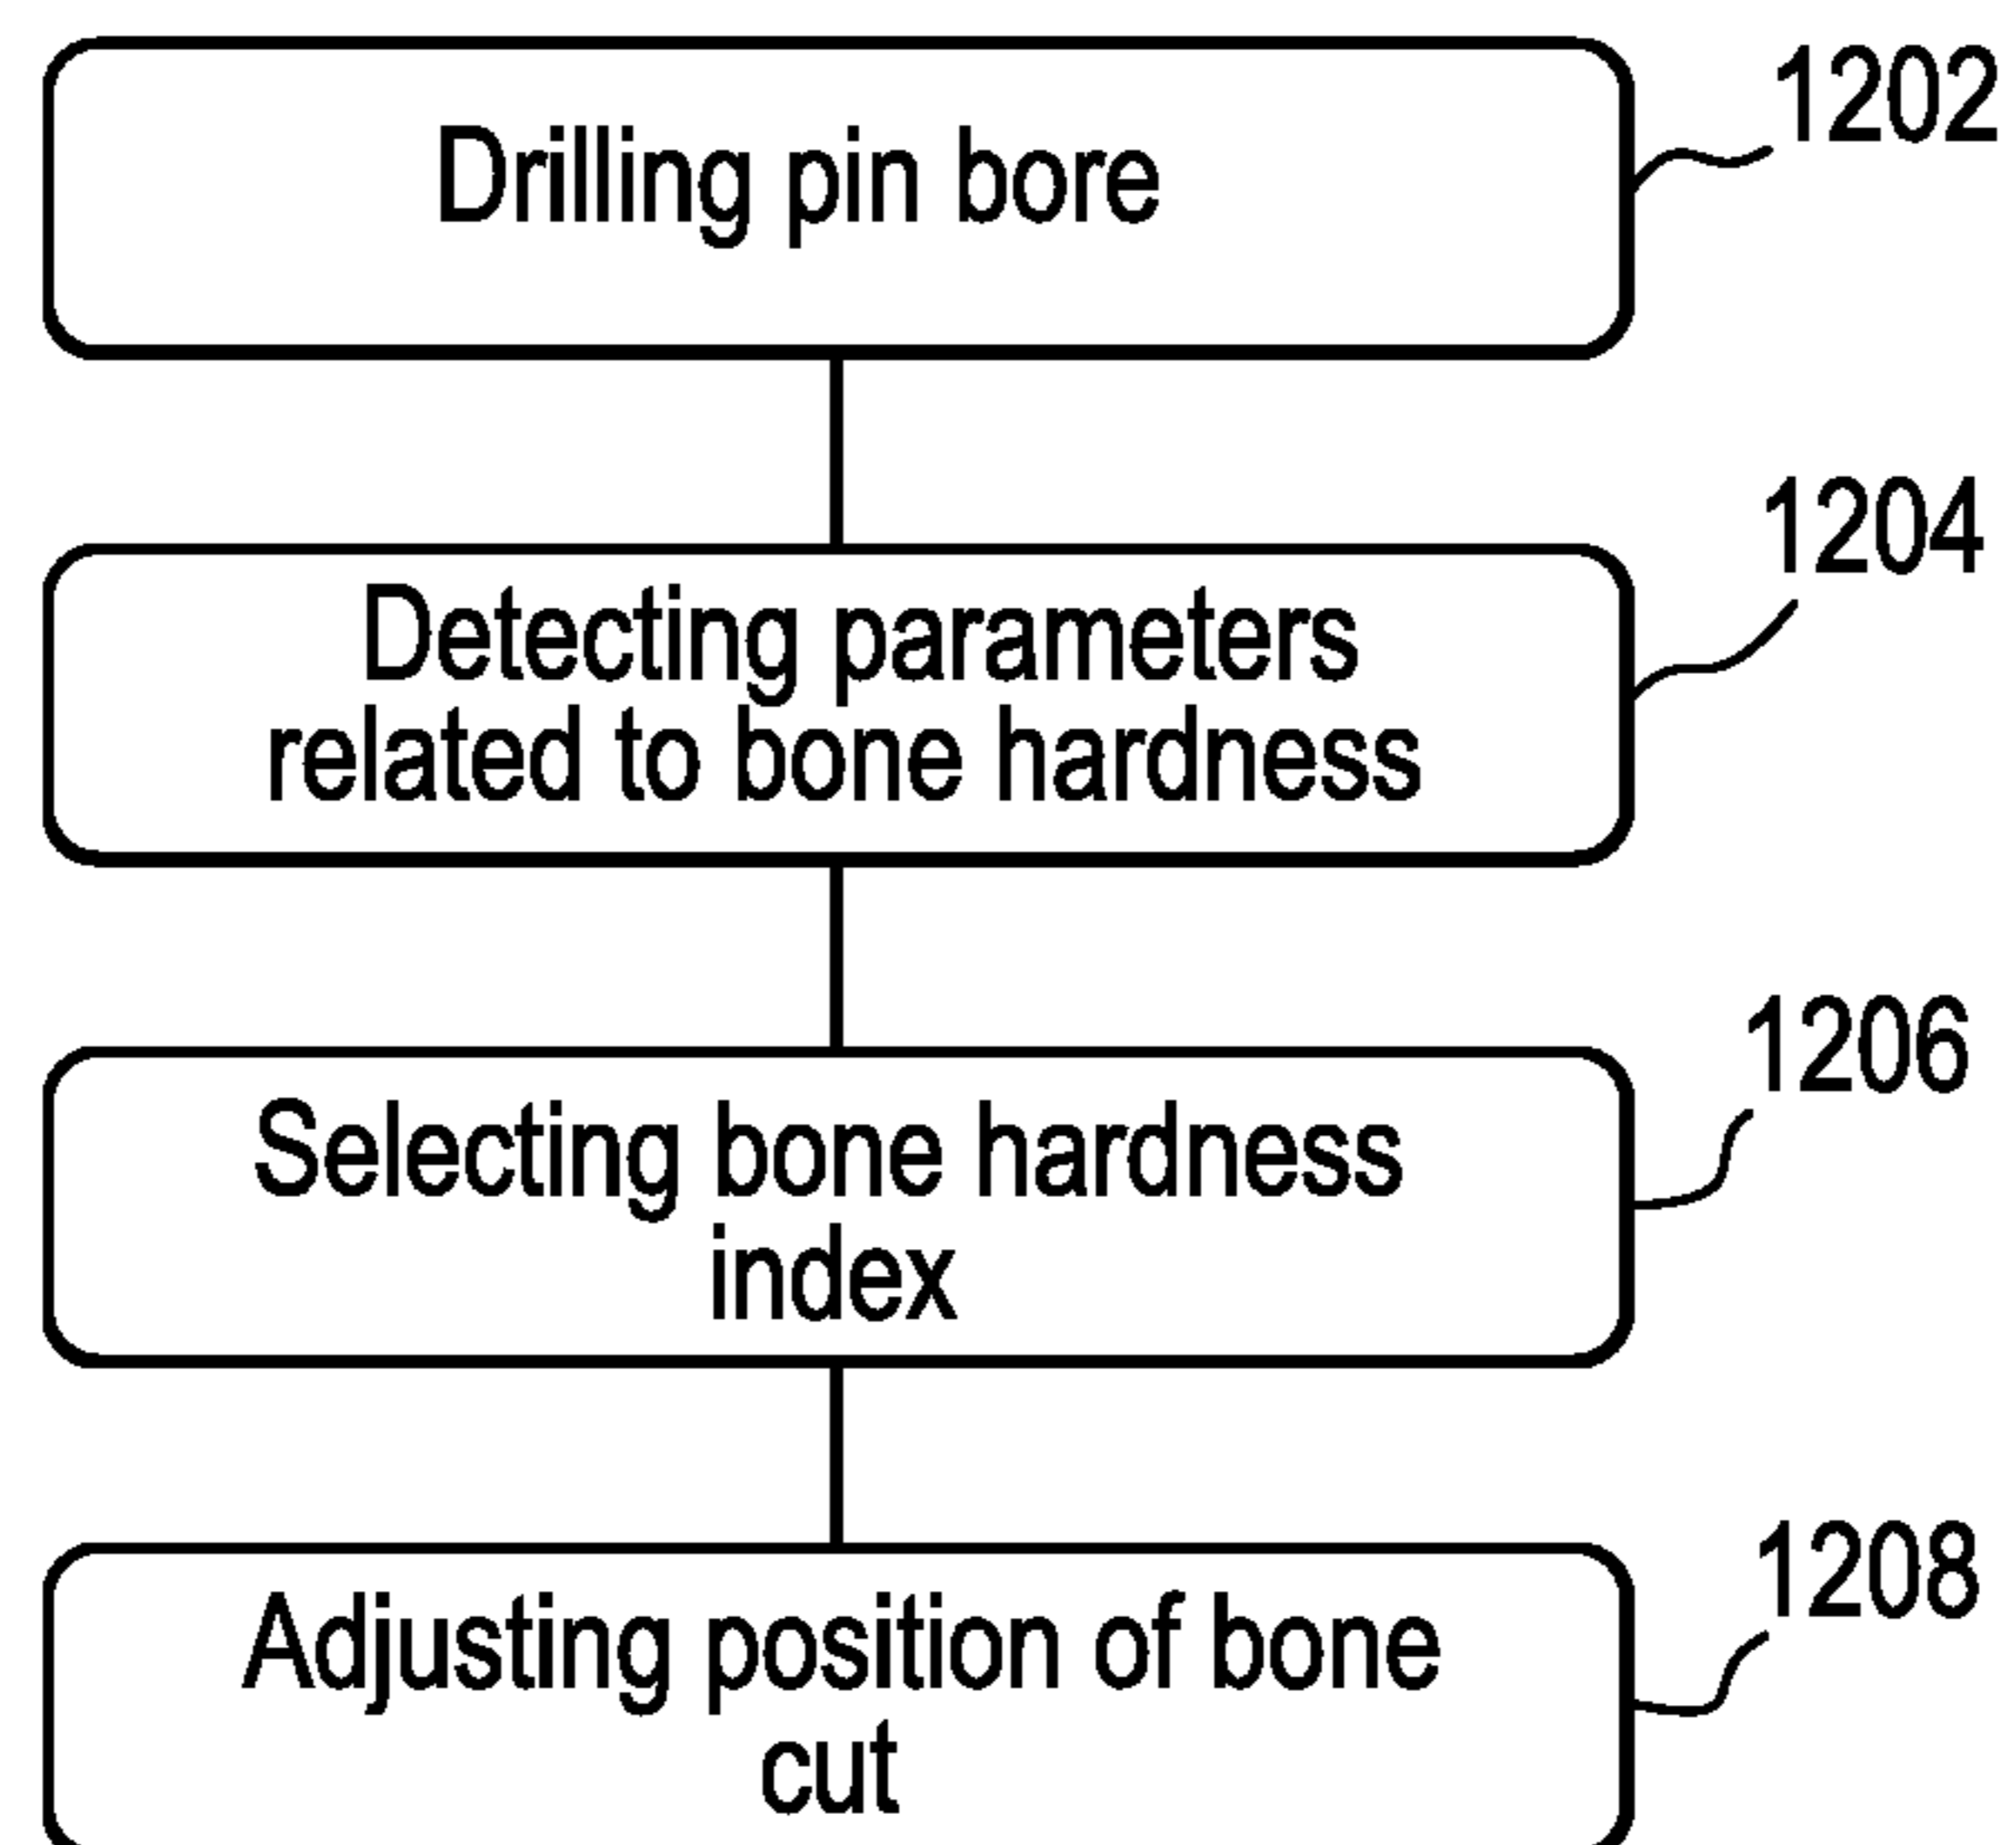 Drilling pin bore
1202
Detecting parameters
related to bone hardness
1204
Selecting bone hardness
index
1206
Adjusting position of bone
cut
1208